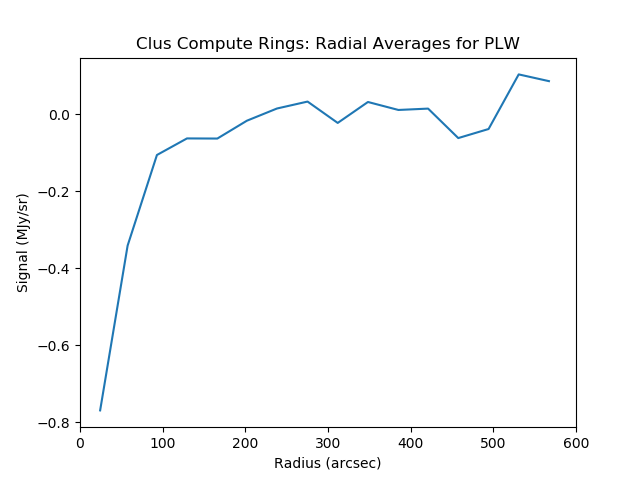 Clus Compute Rings: Radial Averages for PLW
Signal (MJy/sr)
0.0
−0.2
−0.4
−0.6
−0.8
0 100 200 300 400 500 600
Radius (arcsec)